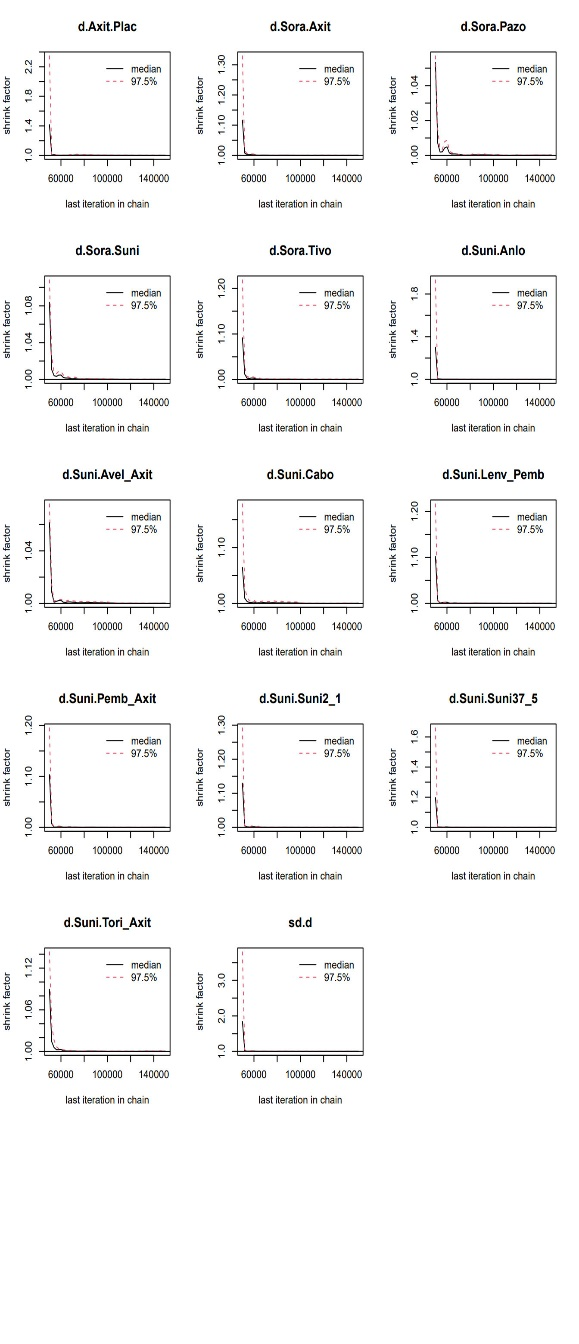 d.Axit.Plac
shrink factor
1.0 1.4 1.8 2.2
median
97.5%
60000 100000 140000
last iteration in chain
d.Sora.Axit
shrink factor
1.00 1.10 1.20 1.30
median
97.5%
60000 100000 140000
last iteration in chain
d.Sora.Pazo
shrink factor
1.00 1.02 1.04
median
97.5%
60000 100000 140000
last iteration in chain
d.Sora.Suni
shrink factor
1.00 1.04 1.08
median
97.5%
60000 100000 140000
last iteration in chain
d.Sora.Tivo
shrink factor
1.00 1.10 1.20
median
97.5%
60000 100000 140000
last iteration in chain
d.Suni.Anlo
shrink factor
1.0 1.4 1.8
median
97.5%
60000 100000 140000
last iteration in chain
d.Suni.Avel_Axit
shrink factor
1.00 1.04
median
97.5%
60000 100000 140000
last iteration in chain
d.Suni.Cabo
shrink factor
1.00 1.10
median
97.5%
60000 100000 140000
last iteration in chain
d.Suni.Lenv_Pemb
shrink factor
1.00 1.10 1.20
median
97.5%
60000 100000 140000
last iteration in chain
d.Suni.Pemb_Axit
shrink factor
1.00 1.10 1.20
median
97.5%
60000 100000 140000
last iteration in chain
d.Suni.Suni2_1
shrink factor
1.00 1.10 1.20 1.30
median
97.5%
60000 100000 140000
last iteration in chain
d.Suni.Suni37_5
shrink factor
1.0 1.2 1.4 1.6
median
97.5%
60000 100000 140000
last iteration in chain
d.Suni.Tori_Axit
shrink factor
1.00 1.06 1.12
median
97.5%
60000 100000 140000
last iteration in chain
sd.d
shrink factor
1.0 2.0 3.0
median
97.5%
60000 100000 140000
last iteration in chain